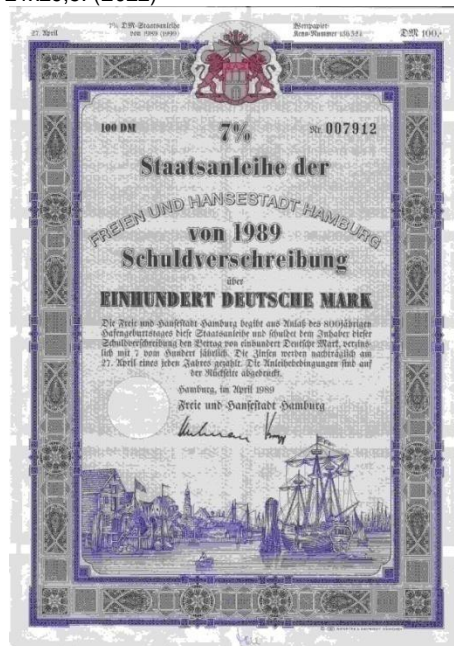 27. April
7% DM-Staatsanleihe
von 1989 (1999)
Wertpapier-
Kenn-Nummer
DM 100,-
100 DM
7%
Nr. 007912
Staatsanleihe der
FREIEN UND HANSESTADT HAMBURG
von 1989
Schuldverschreibung
über
EINHUNDERT DEUTSCHE MARK
Die Freie und Hansestadt Hamburg begibt aus Anlaß des 800jährigen
Hafengeburtstages diese Staatsanleihe und schuldet dem Inhaber dieser
Schuldverschreibung den Betrag von einhundert Deutsche Mark, verzins-
lich mit 7 vom Hundert jährlich. Die Zinsen werden nachträglich am
27. April eines jeden Jahres gezahlt. Die Anleihebedingungen sind auf
der Rückseite abgedruckt.
Hamburg, im April 1989
Freie und Hansestadt Hamburg